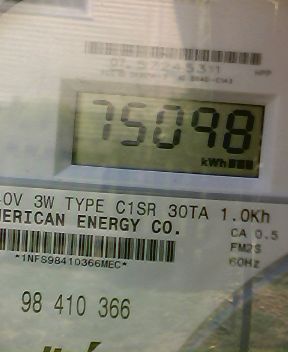 75098
kWh
0V 3W TYPE C1SR 30TA 1.0Kh
MERICAN ENERGY CO.
CA 0.5
FM2S
60Hz
*1NFS98410366MEC*
98 410 366